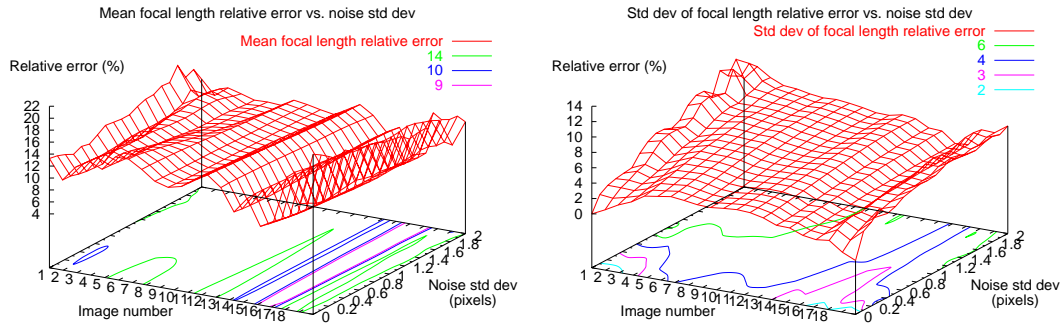 Mean focal length relative error vs. noise std dev
Mean focal length relative error
14
10
9
Relative error (%)
22
20
18
16
14
12
10
8
6
4
1 2 3 4 5 6 7 8 9 10 11 12 13 14 15 16 17 18
Image number
0 0.2 0.4 0.6 0.8 1 1.2 1.4 1.6 1.8 2
Noise std dev
(pixels)
Std dev of focal length relative error vs. noise std dev
Std dev of focal length relative error
6
4
3
2
Relative error (%)
14
12
10
8
6
4
2
0
1 2 3 4 5 6 7 8 9 10 11 12 13 14 15 16 17 18
Image number
0 0.2 0.4 0.6 0.8 1 1.2 1.4 1.6 1.8 2
Noise std dev
(pixels)